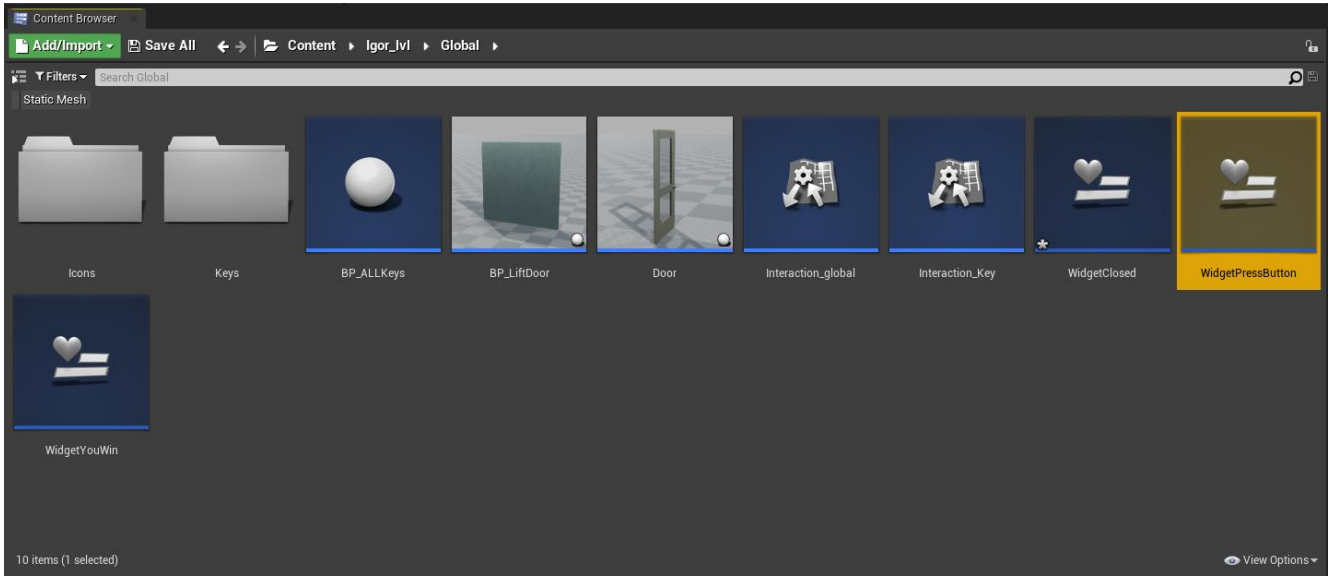 Content Browser
Add/Import Save All Content Igor_lvl Global
Filters Search Global
Static Mesh
Icons Keys BP_ALLKeys BP_LiftDoor Door Interaction_global Interaction_Key WidgetClosed WidgetPressButton
WidgetYouWin
10 items (1 selected) View Options